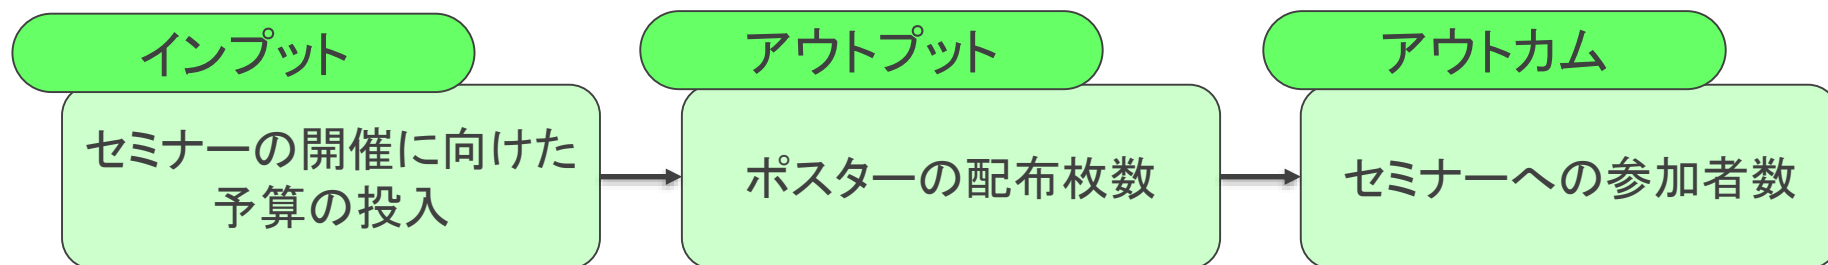 インプット
アウトプット
アウトカム
セミナーの開催に向けた
予算の投入
ポスターの配布枚数
セミナーへの参加者数